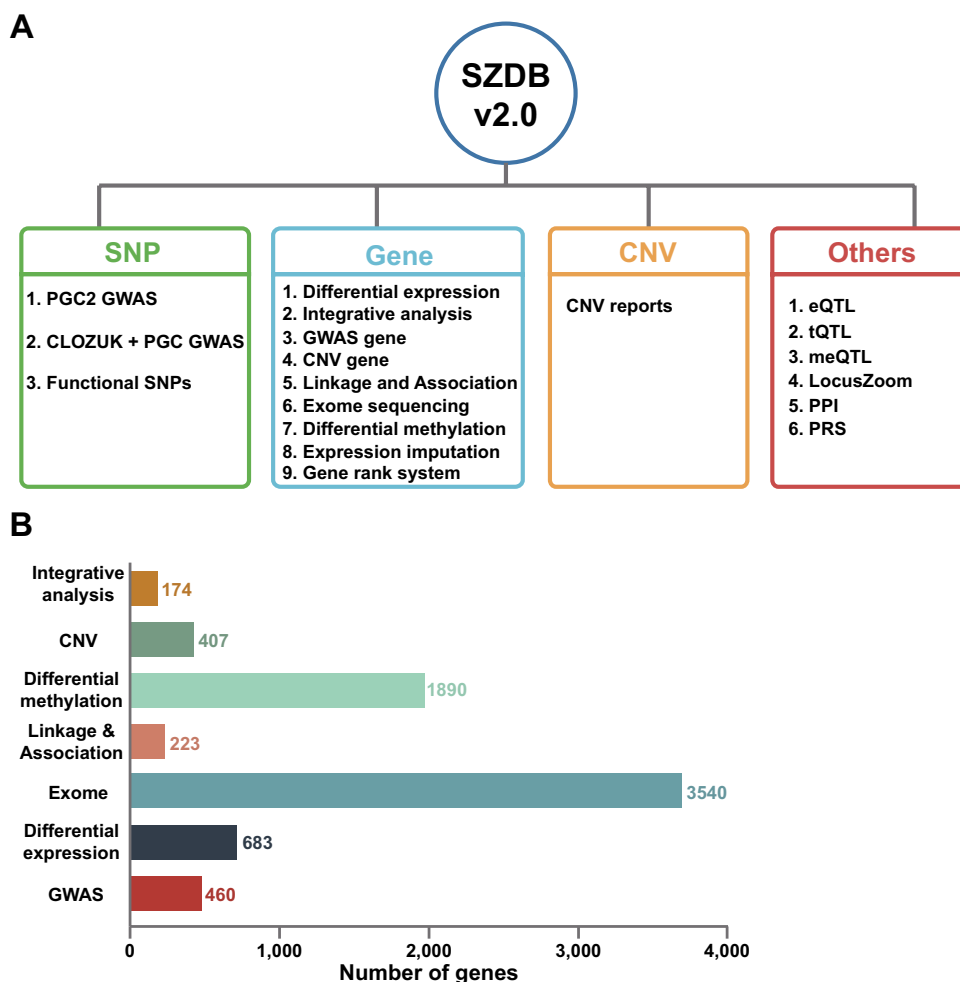 A
SZDB
v2.0
SNP
1. PGC2 GWAS
2. CLOZUK + PGC GWAS
3. Functional SNPs
Gene
1. Differential expression
2. Integrative analysis
3. GWAS gene
4. CNV gene
5. Linkage and Association
6. Exome sequencing
7. Differential methylation
8. Expression imputation
9. Gene rank system
CNV
CNV reports
Others
1. eQTL
2. tQTL
3. meQTL
4. LocusZoom
5. PPI
6. PRS
B
Integrative
analysis
174
CNV
407
Differential
methylation
1890
Linkage &
Association
223
Exome
3540
Differential
expression
683
GWAS
460
0 1,000 2,000 3,000 4,000
Number of genes